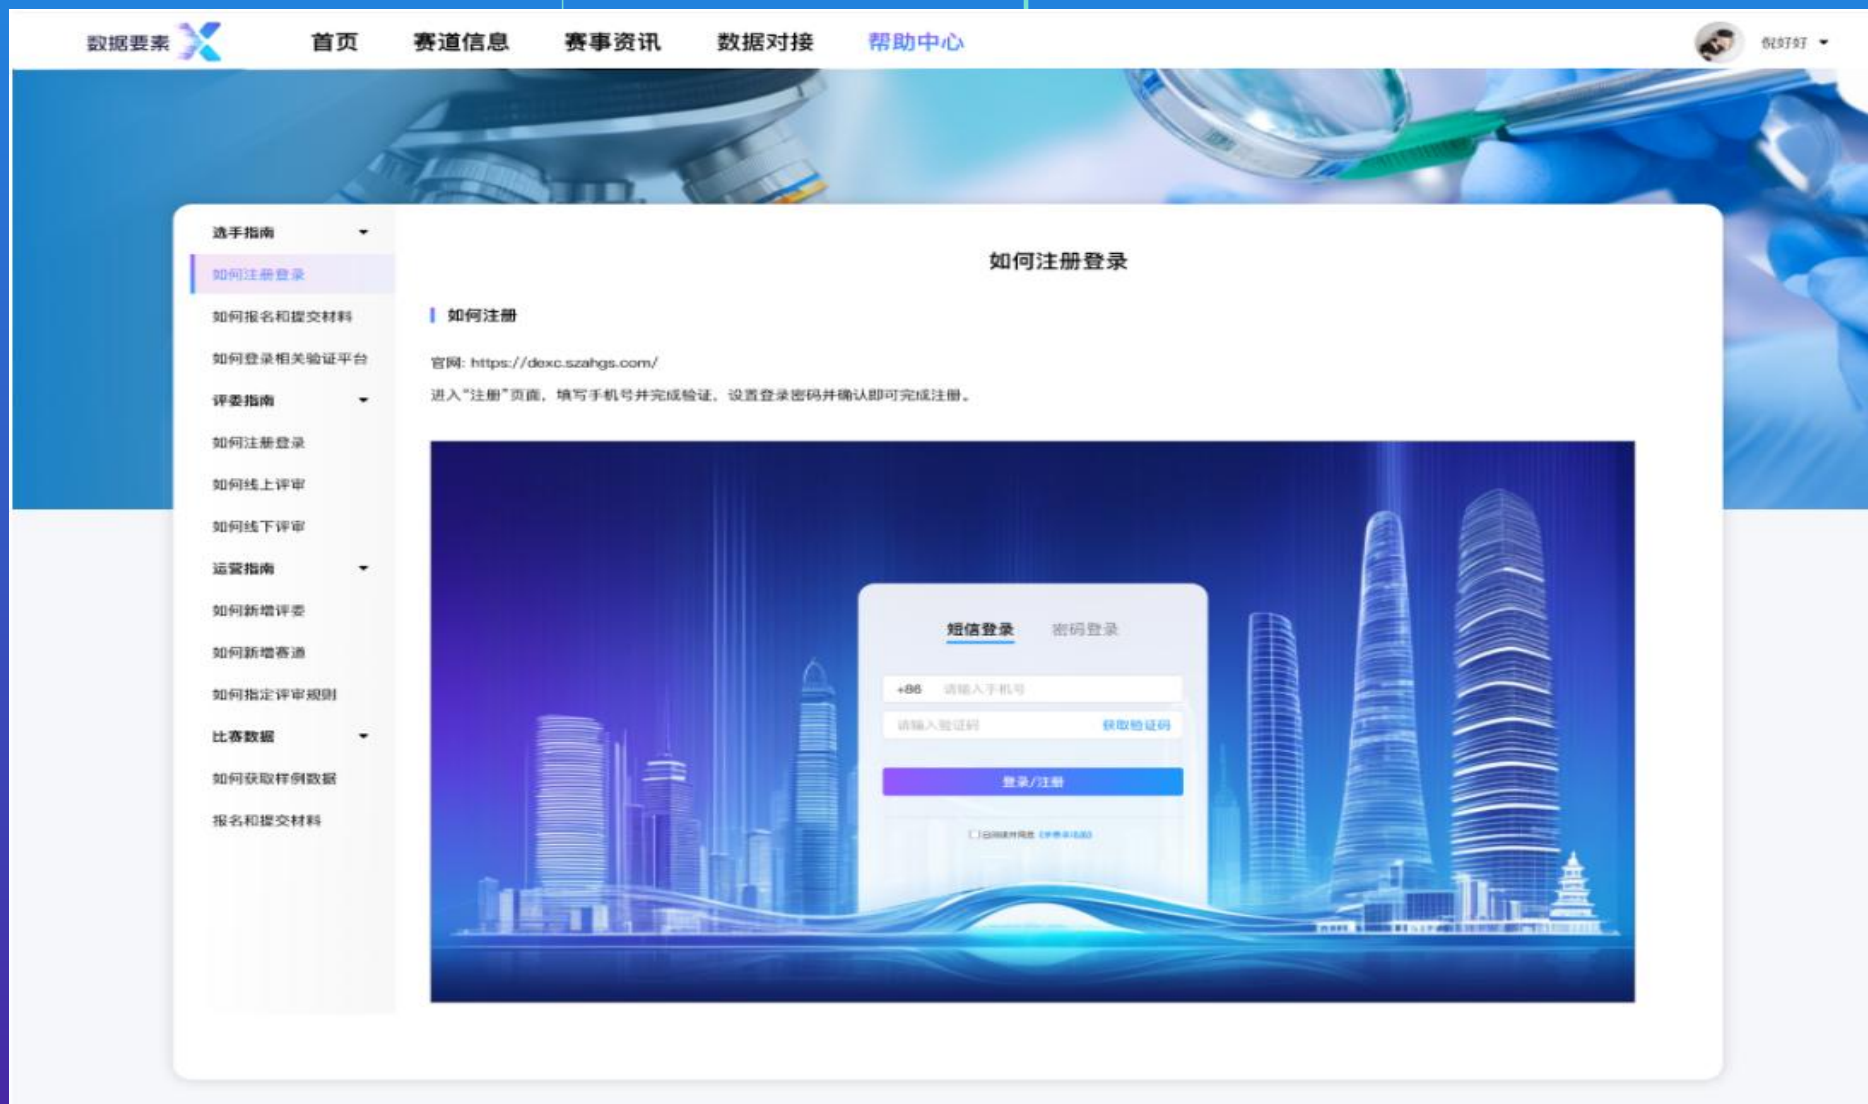 数据要素
首页
赛道信息
赛事资讯
数据对接
帮助中心
倪好好
选手指南
如何注册登录
如何报名和提交材料
如何登录相关验证平台
评委指南
如何注册登录
如何线上评审
如何线下评审
运营指南
如何新增评委
如何新增赛道
如何指定评审规则
比赛数据
如何获取样例数据
报名和提交材料
如何注册登录
如何注册
官网: https://dexc.szahgs.com/
进入“注册”页面，填写手机号并完成验证，设置登录密码并确认即可完成注册。
短信登录 密码登录
+86 请输入手机号
请输入验证码 获取验证码
登录/注册